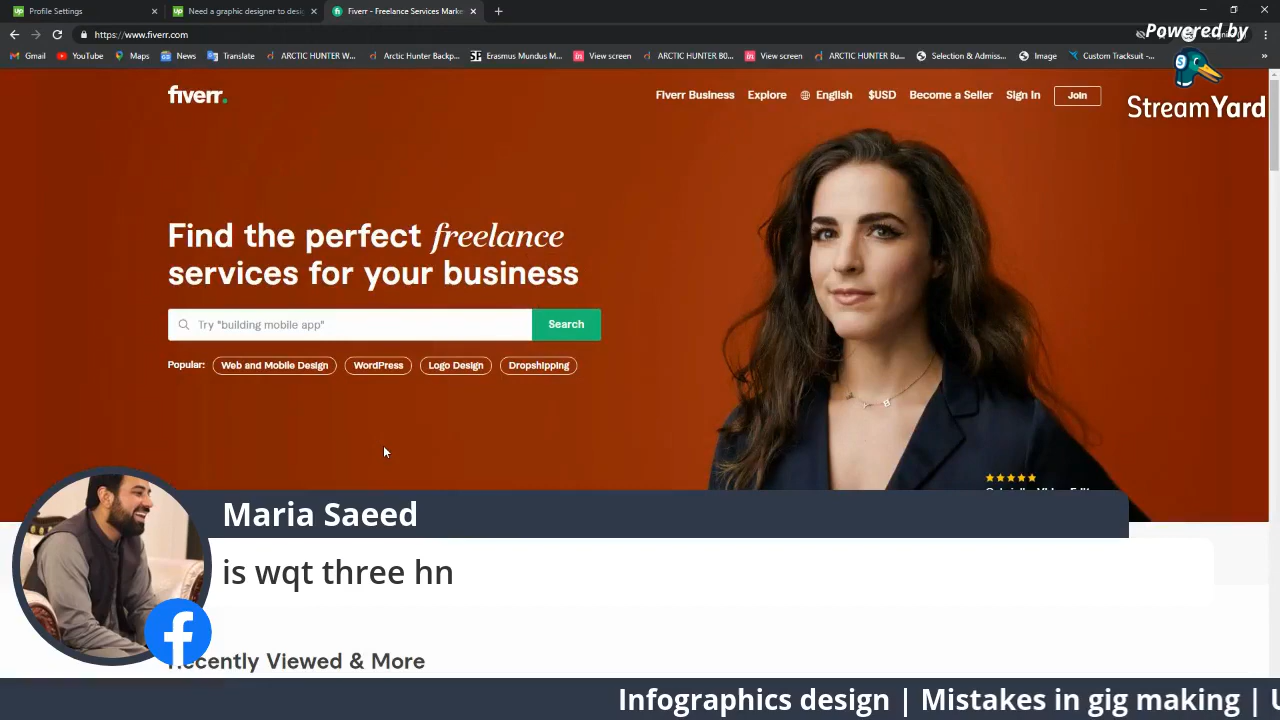 Profile Settings
Need a graphic designer to desi
Fiverr - Freelance Services Marke
https://www.fiverr.com
Powered by
Gmail YouTube Maps News Translate ARCTIC HUNTER W... Arctic Hunter Backp... Erasmus Mundus M... View screen ARCTIC HUNTER B0... View screen ARCTIC HUNTER Bu... Selection & Admiss... Image Custom Tracksuit -...
StreamYard
fiverr.
Fiverr Business Explore English $USD Become a Seller Sign In Join
Find the perfect freelance
services for your business
Try "building mobile app" Search
Popular: Web and Mobile Design WordPress Logo Design Dropshipping
Maria Saeed
is wqt three hn
Recently Viewed & More
Infographics design | Mistakes in gig making |